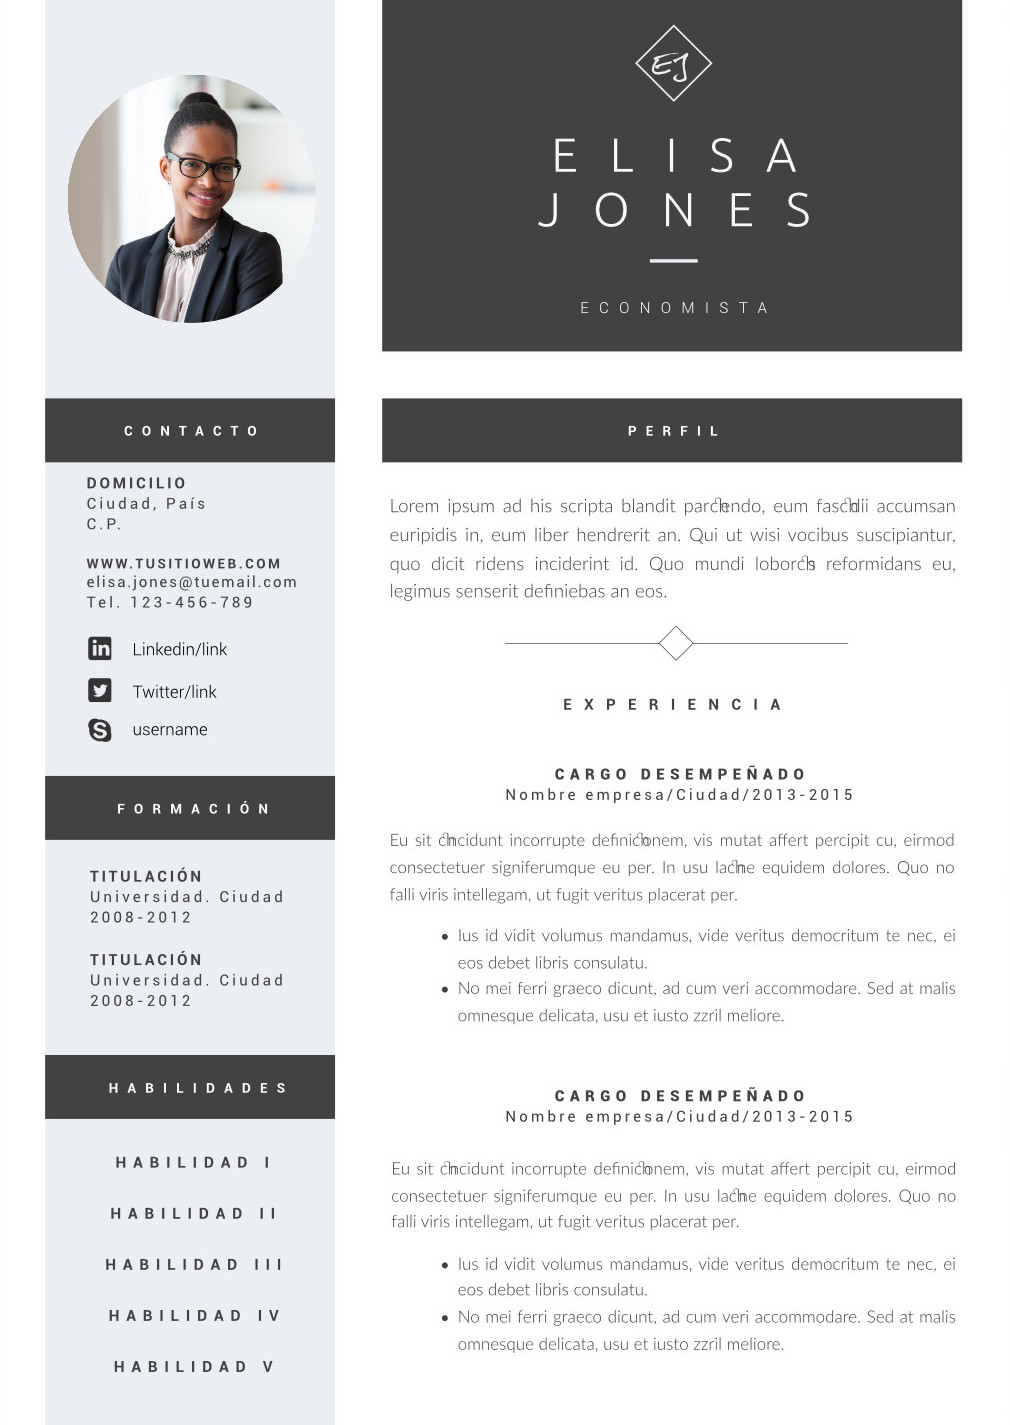 EJ
ELISA
JONES
ECONOMISTA
CONTACTO
DOMICILIO
Ciudad, País
C.P.
WWW.TUSITIOWEB.COM
elisa.jones@tuemail.com
Tel. 123-456-789
in Linkedin/link
Twitter/link
S username
FORMACIÓN
TITULACIÓN
Universidad. Ciudad
2008-2012
TITULACIÓN
Universidad. Ciudad
2008-2012
HABILIDADES
HABILIDAD I
HABILIDAD II
HABILIDAD III
HABILIDAD IV
HABILIDAD V
PERFIL
Lorem ipsum ad his scripta blandit eum accumsan
euripidis in, eum liber hendrerit an. Qui ut wisi vocibus suscipiantur,
quo dicit ridens inciderint id. Quo mundi reformidans eu,
legimus senserit definiebas an eos.
EXPERIENCIA
CARGO DESEMPEÑADO
Nombre empresa/Ciudad/2013-2015
Eu sit incorrupte vis mutat affert percipit cu, eirmod
consectetuer signiferumque eu per. In usu equidem dolores. Quo no
falli viris intellegam, ut fugit veritus placerat per.
• Ius id vidit volumus mandamus, vide veritus democritum te nec, ei
eos debet libris consulatu.
• No mei ferri graeco dicunt, ad cum veri accommodare. Sed at malis
omnesque delicata, usu et iusto zzril meliore.
CARGO DESEMPEÑADO
Nombre empresa/Ciudad/2013-2015
Eu sit incorrupte vis mutat affert percipit cu, eirmod
consectetuer signiferumque eu per. In usu equidem dolores. Quo no
falli viris intellegam, ut fugit veritus placerat per.
• Ius id vidit volumus mandamus, vide veritus democritum te nec, ei
eos debet libris consulatu.
• No mei ferri graeco dicunt, ad cum veri accommodare. Sed at malis
omnesque delicata, usu et iusto zzril meliore.